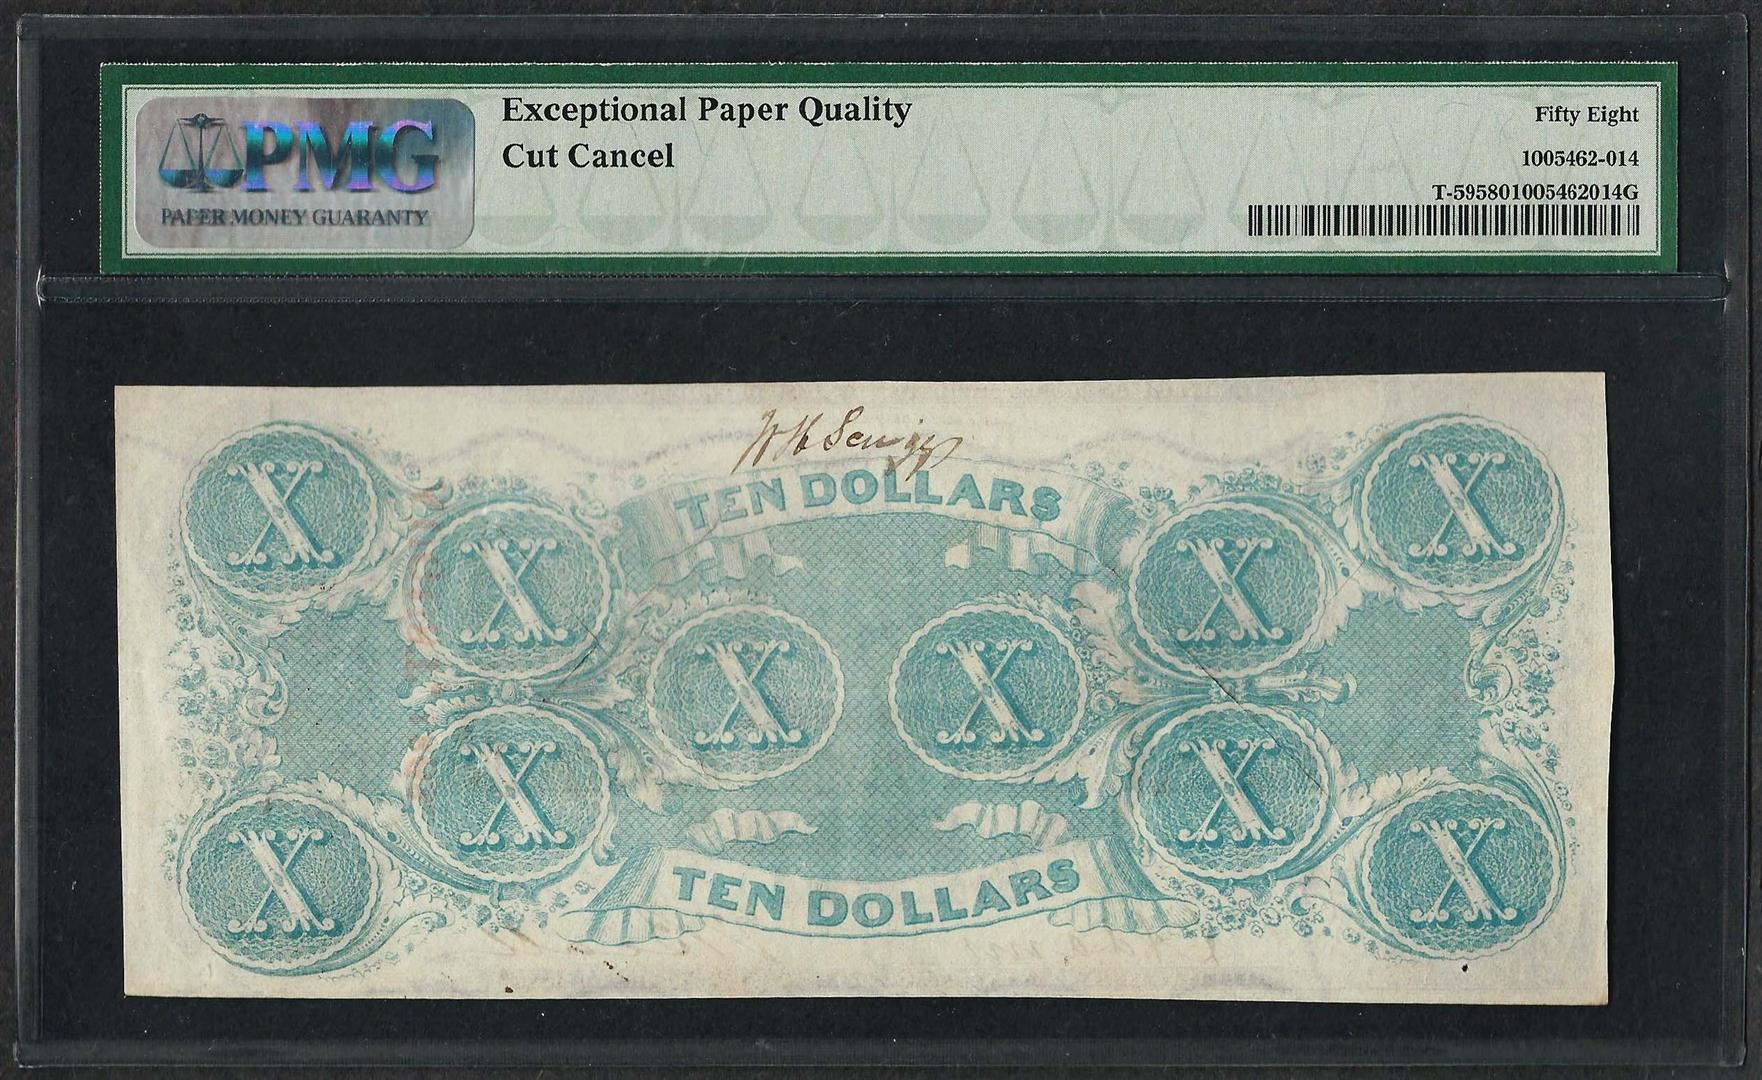 PMG
PAPER MONEY GUARANTY
Exceptional Paper Quality
Cut Cancel
Fifty Eight
1005462-014
T-595801005462014G
W H
TEN DOLLARS
X X
X X
X X
X X
X X
TEN DOLLARS